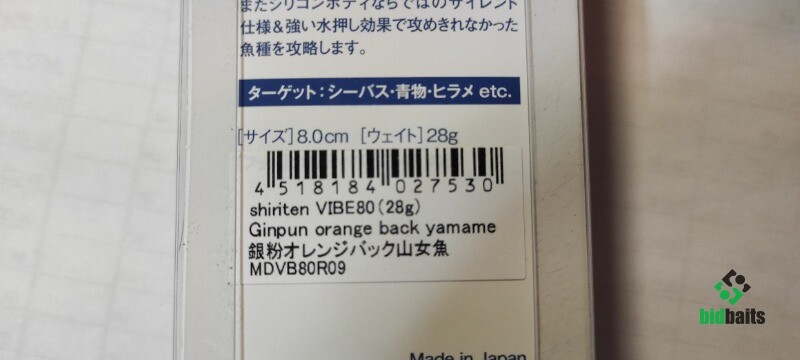 またシリコンボディならではのサイレント
仕様＆強い水押し効果で攻めきれなかった
魚種を攻略します。
ターゲット：シーバス・青物・ヒラメ etc.
[サイズ]8.0cm [ウェイト]28g
4 518184 027530
shiriten VIBE80(28g)
Ginpun orange back yamame
銀粉オレンジバック山女魚
MDVB80R09
Made in Japan
bidbaits